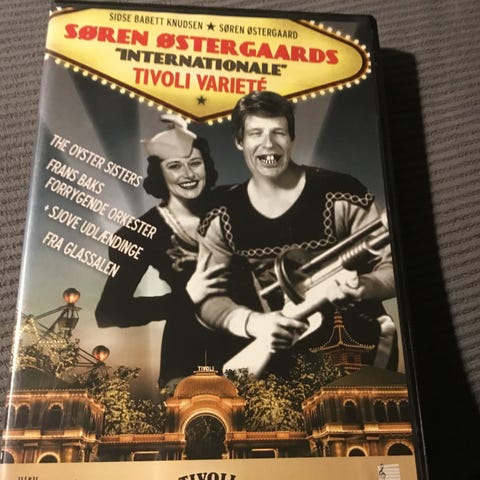 SIDSE BABETT KNUDSEN ★ SØREN ØSTERGAARD
SØREN ØSTERGAARDS
"INTERNATIONALE"
TIVOLI VARIETÉ
THE OYSTER SISTERS
FRANS BAKS
FORRYGENDE ORKESTER
+ SJOVE UDLÆNDINGE
FRA GLASSALEN
TIVOLI
TIVOLI